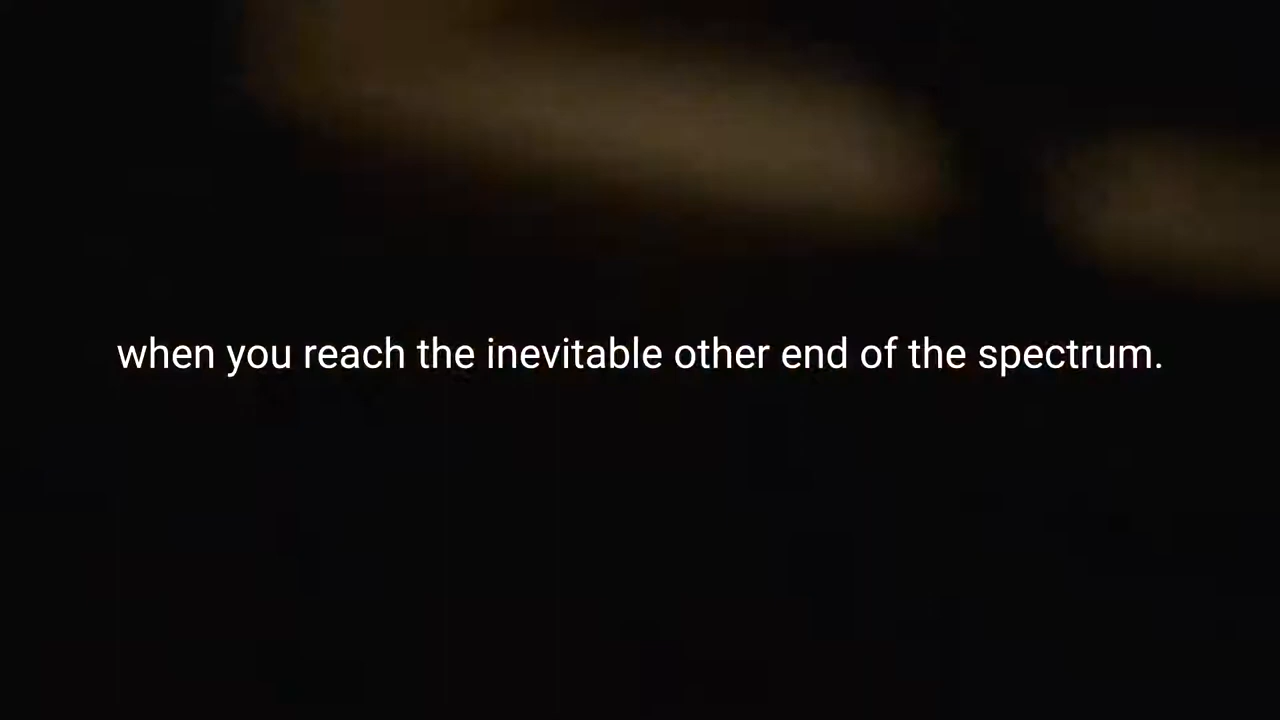 when you reach the inevitable other end of the spectrum.